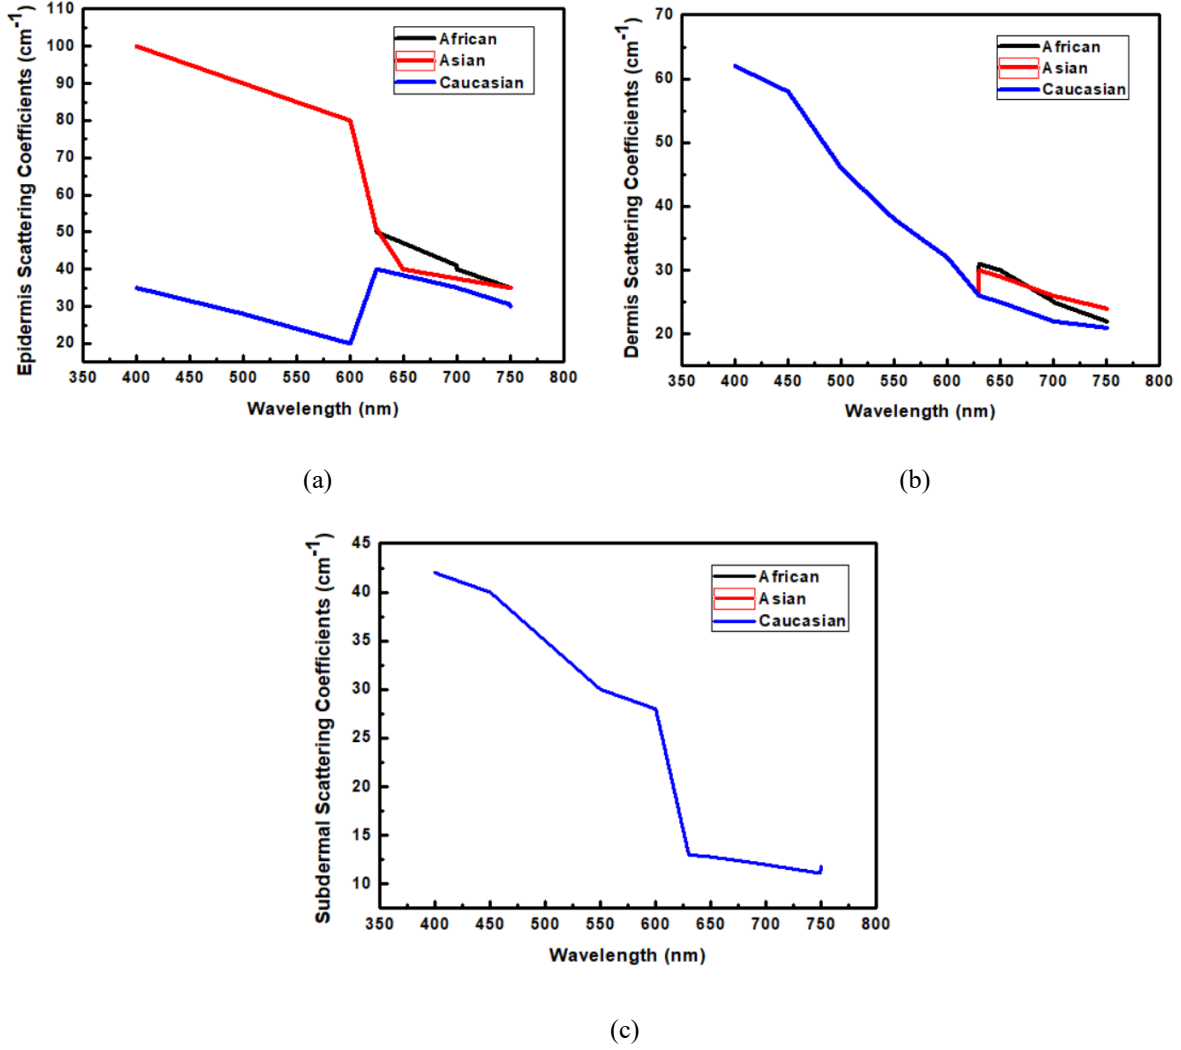 Epidermis Scattering Coefficients (cm⁻¹)
110
100
90
80
70
60
50
40
30
20
African
Asian
Caucasian
350 400 450 500 550 600 650 700 750 800
Wavelength (nm)
(a)
Dermis Scattering Coefficients (cm⁻¹)
70
60
50
40
30
20
African
Asian
Caucasian
350 400 450 500 550 600 650 700 750 800
Wavelength (nm)
(b)
Subdermal Scattering Coefficients (cm⁻¹)
45
40
35
30
25
20
15
10
African
Asian
Caucasian
350 400 450 500 550 600 650 700 750 800
Wavelength (nm)
(c)